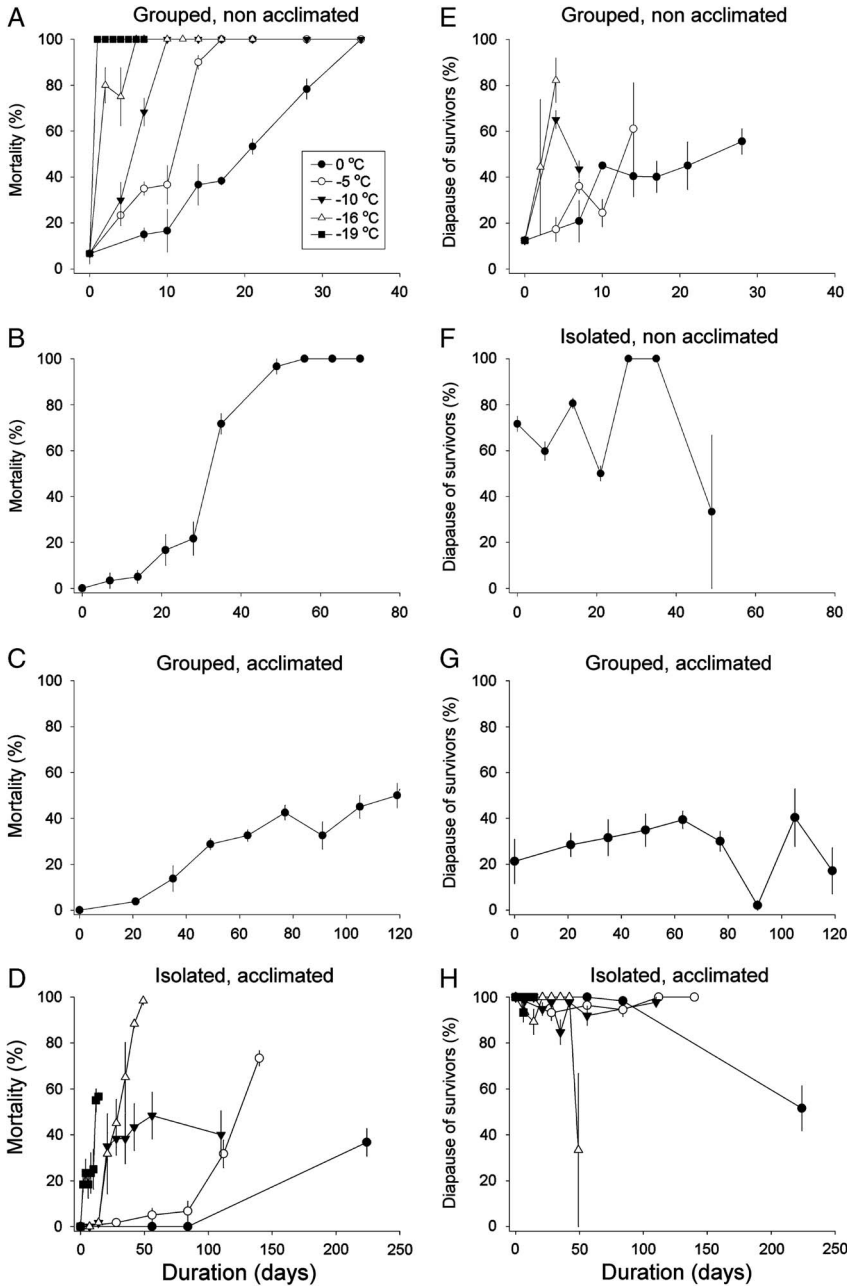 A
Grouped, non acclimated
Mortality (%)
100
80
60
40
20
0
0 10 20 30 40
0 ºC
-5 ºC
-10 ºC
-16 ºC
-19 ºC
E
Grouped, non acclimated
Diapause of survivors (%)
100
80
60
40
20
0
0 10 20 30 40
B
Mortality (%)
100
80
60
40
20
0
0 20 40 60 80
F
Isolated, non acclimated
Diapause of survivors (%)
100
80
60
40
20
0
0 20 40 60 80
C
Grouped, acclimated
Mortality (%)
100
80
60
40
20
0
0 20 40 60 80 100 120
G
Grouped, acclimated
Diapause of survivors (%)
100
80
60
40
20
0
0 20 40 60 80 100 120
D
Isolated, acclimated
Mortality (%)
100
80
60
40
20
0
0 50 100 150 200 250
Duration (days)
H
Isolated, acclimated
Diapause of survivors (%)
100
80
60
40
20
0
0 50 100 150 200 250
Duration (days)